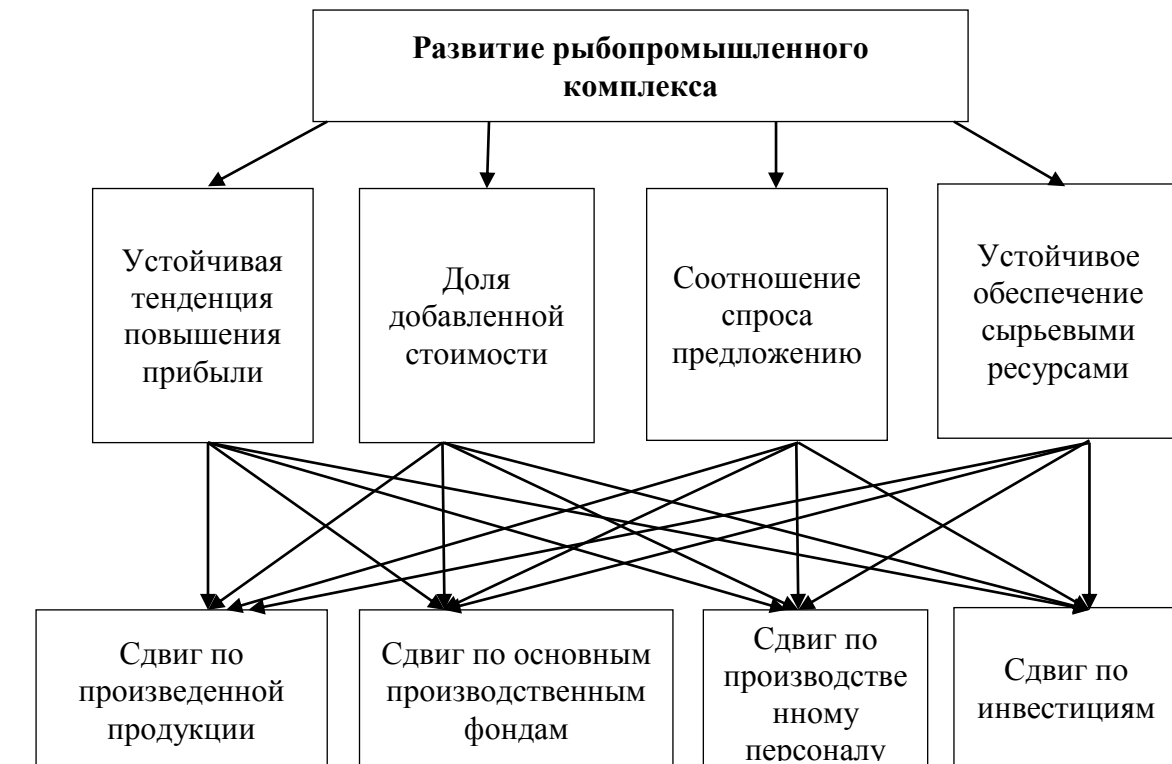 Развитие рыбопромышленного
комплекса
Устойчивая
тенденция
повышения
прибыли
Доля
добавленной
стоимости
Соотношение
спроса
предложению
Устойчивое
обеспечение
сырьевыми
ресурсами
Сдвиг по
произведенной
продукции
Сдвиг по основным
производственным
фондам
Сдвиг по
производстве
нному
персоналу
Сдвиг по
инвестициям